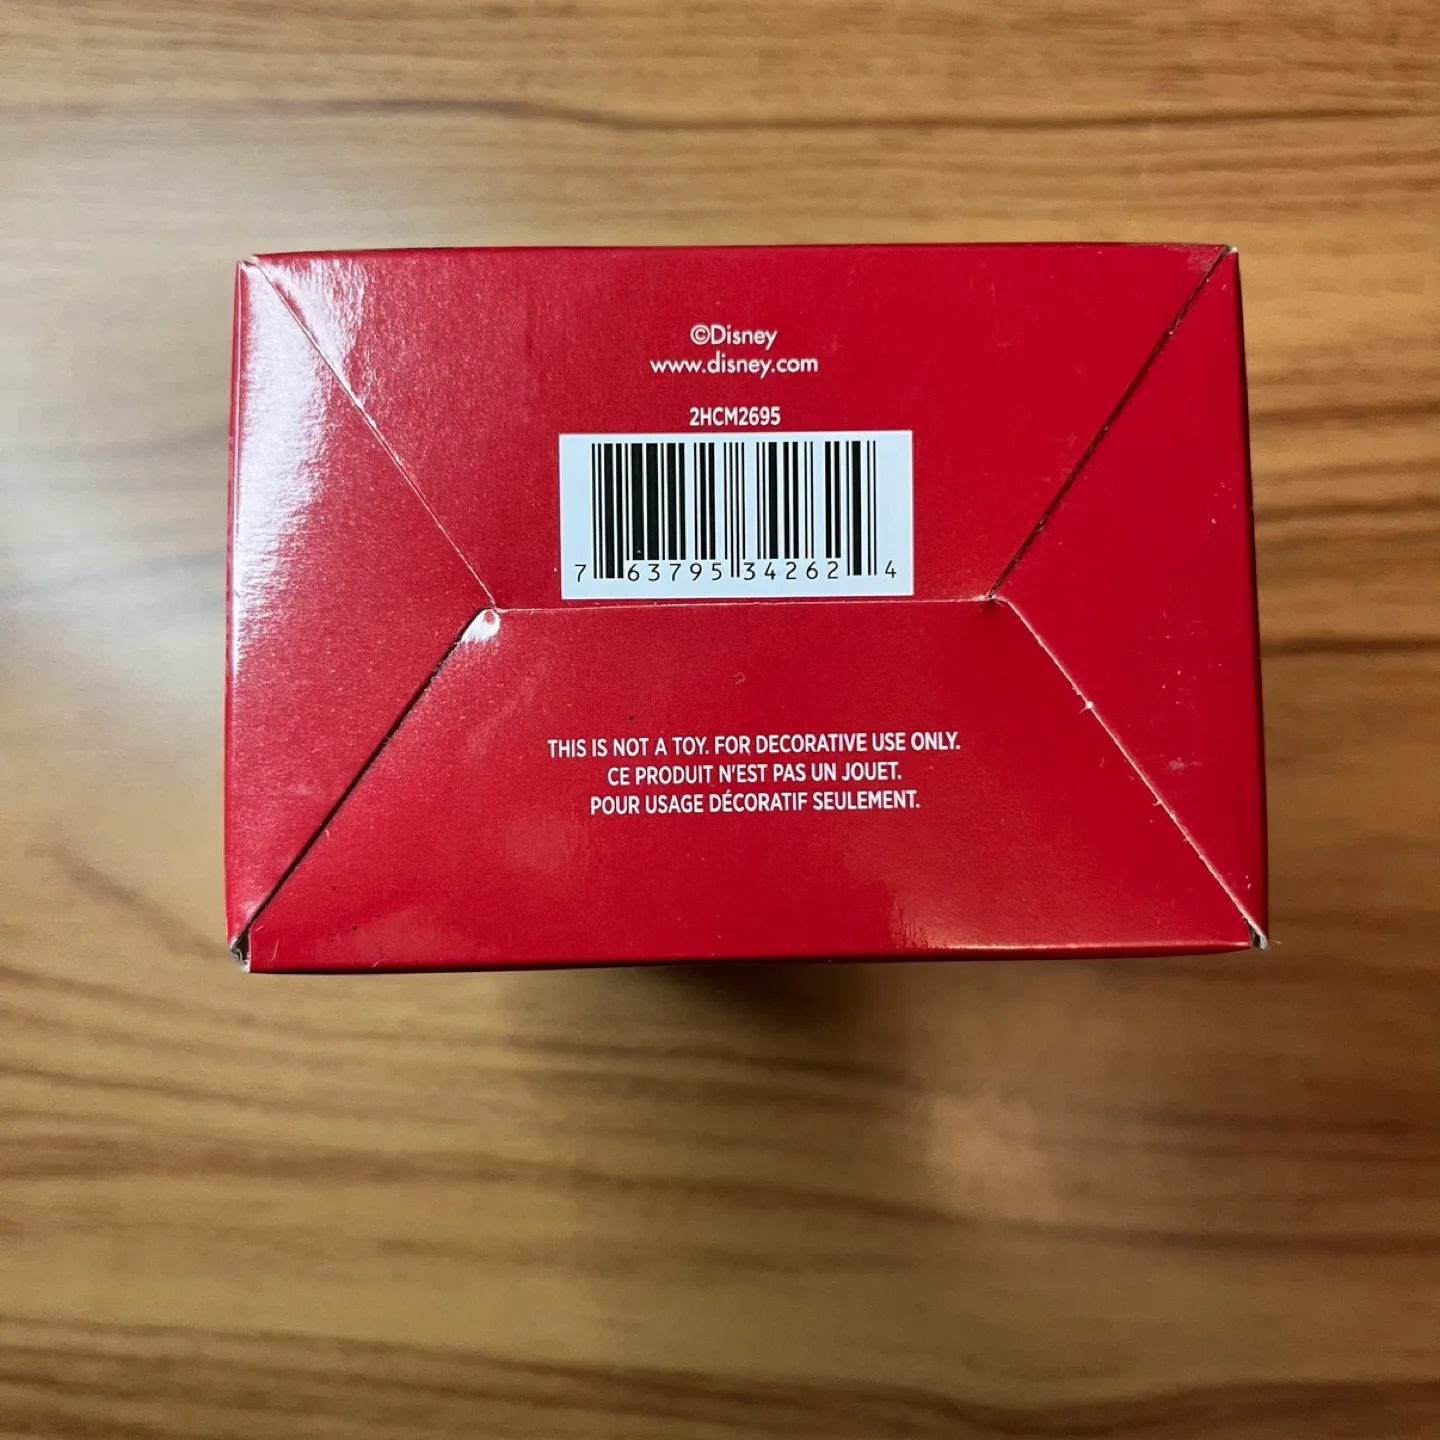 ©Disney
www.disney.com
2HCM2695
7 63795 34262 4
THIS IS NOT A TOY. FOR DECORATIVE USE ONLY.
CE PRODUIT N'EST PAS UN JOUET.
POUR USAGE DÉCORATIF SEULEMENT.